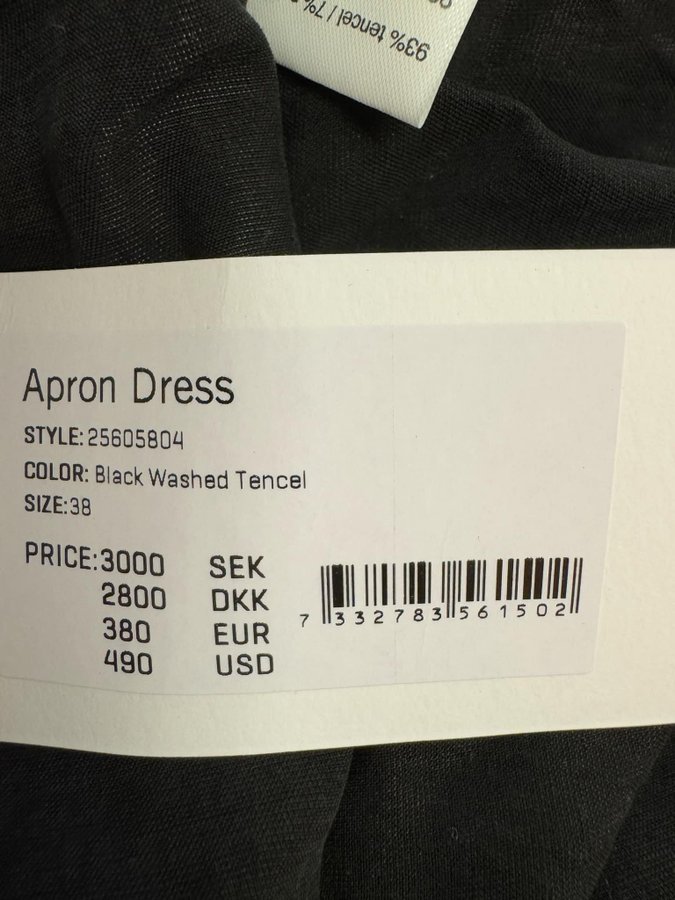 93% tencel / 7%
Apron Dress
STYLE: 25605804
COLOR: Black Washed Tencel
SIZE:38
PRICE:3000 SEK
2800 DKK
380 EUR
490 USD
7 332783 561502